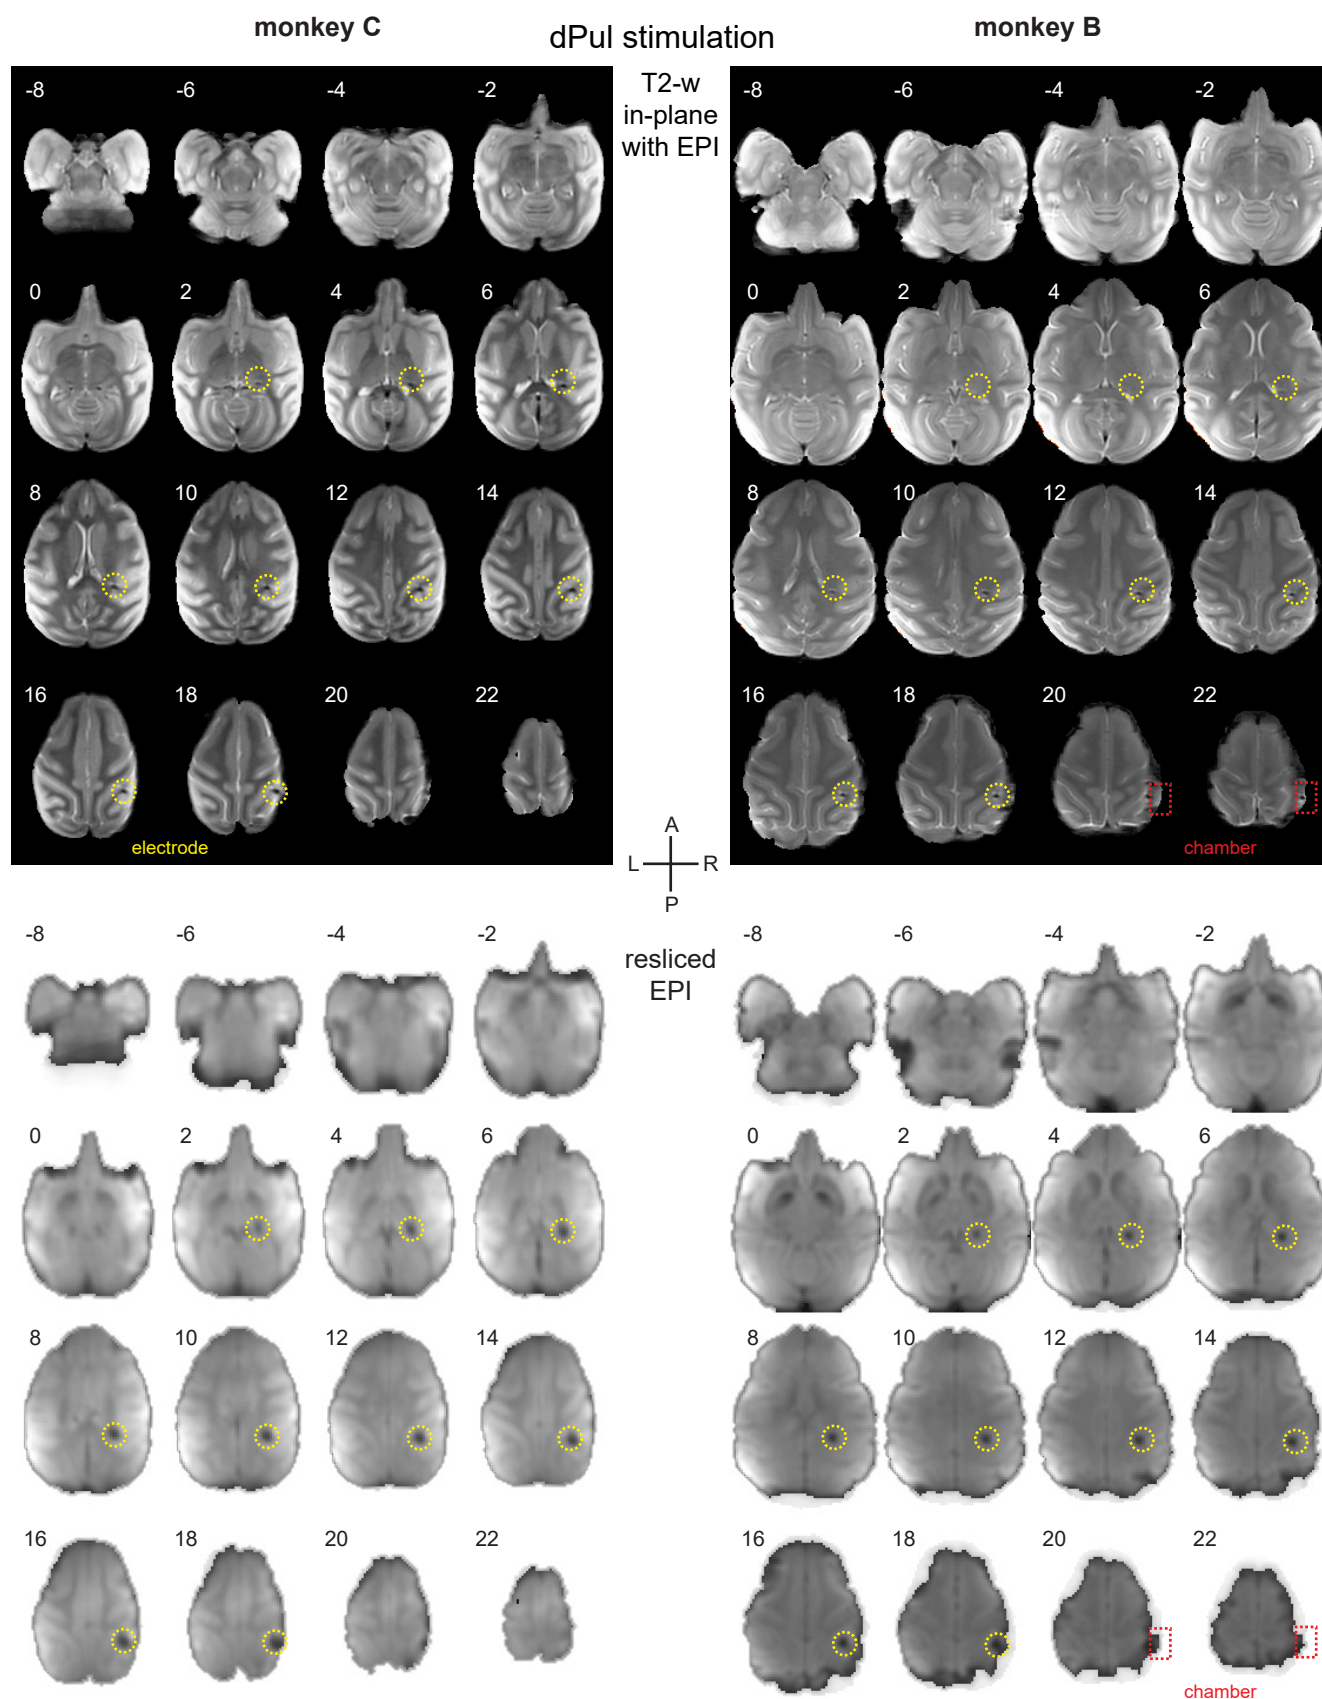 monkey C
dPul stimulation
monkey B
-8 -6 -4 -2
T2-w
in-plane
with EPI
-8 -6 -4 -2
0 2 4 6
0 2 4 6
8 10 12 14
8 10 12 14
16 18 20 22
16 18 20 22
electrode
A
L R
P
chamber
-8 -6 -4 -2
resliced
EPI
-8 -6 -4 -2
0 2 4 6
0 2 4 6
8 10 12 14
8 10 12 14
16 18 20 22
16 18 20 22
chamber